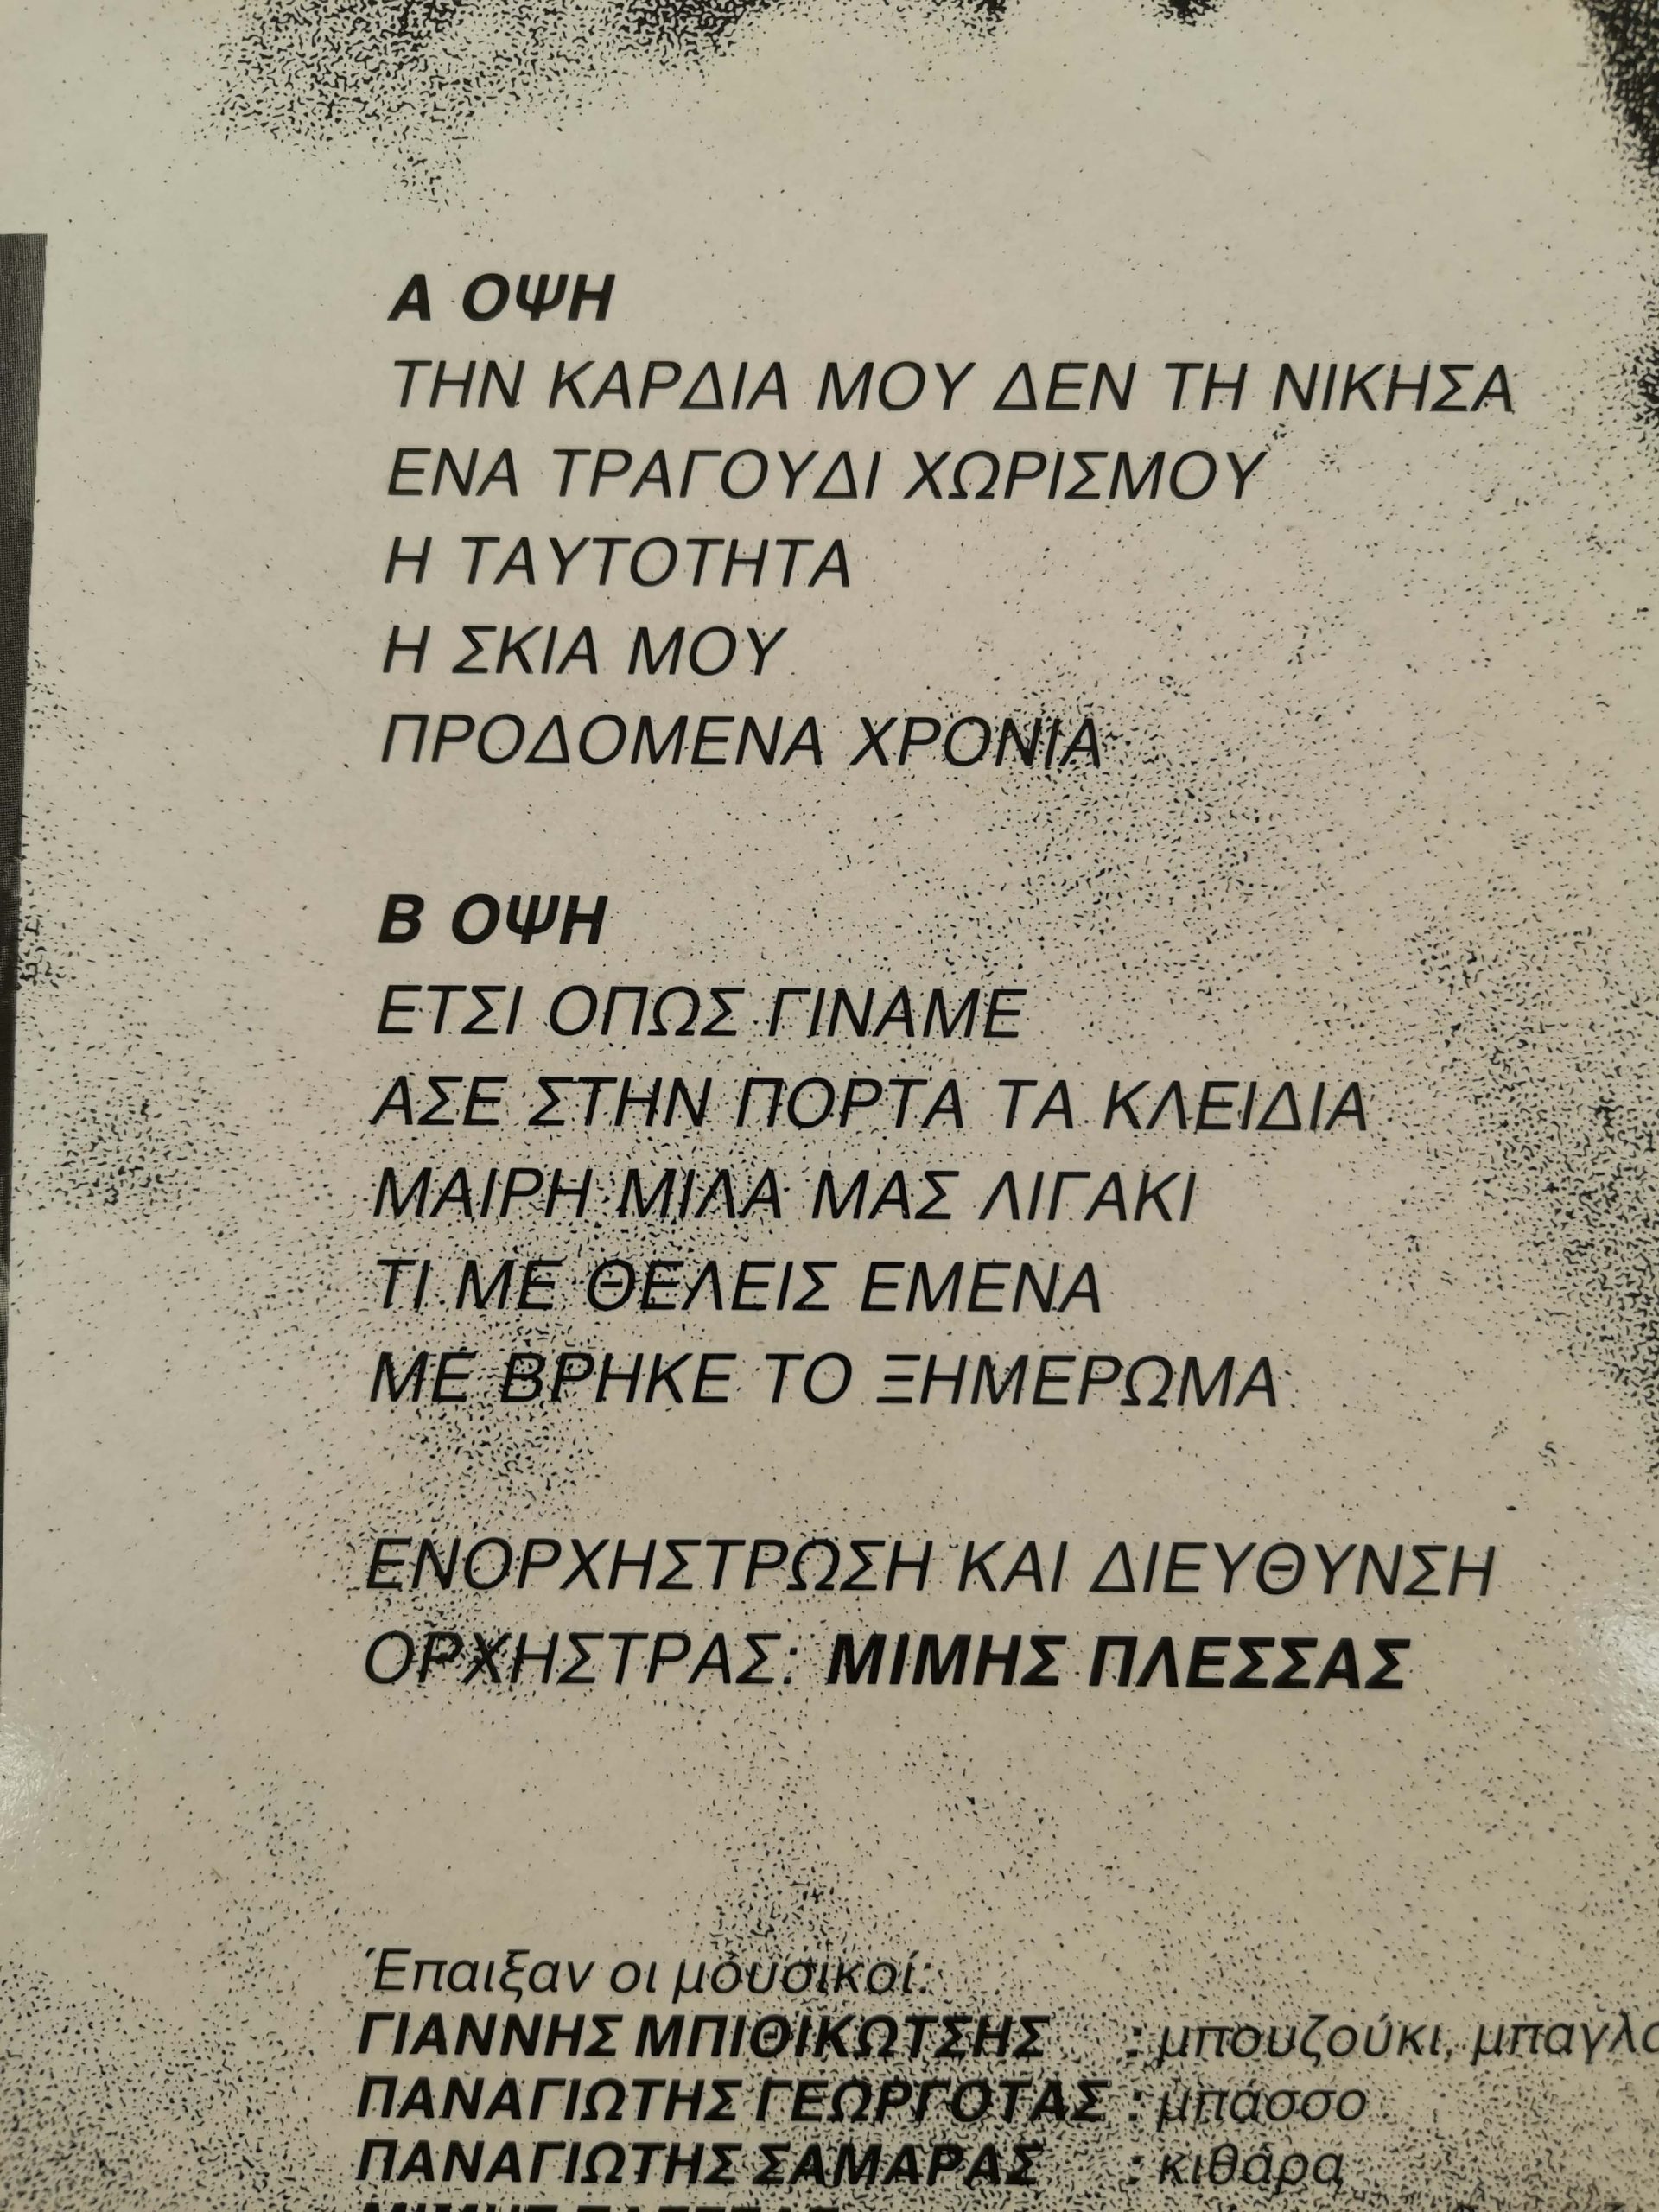 Α ΟΨΗ
ΤΗΝ ΚΑΡΔΙΑ ΜΟΥ ΔΕΝ ΤΗ ΝΙΚΗΣΑ
ΕΝΑ ΤΡΑΓΟΥΔΙ ΧΩΡΙΣΜΟΥ
Η ΤΑΥΤΟΤΗΤΑ
Η ΣΚΙΑ ΜΟΥ
ΠΡΟΔΟΜΕΝΑ ΧΡΟΝΙΑ
Β ΟΨΗ
ΕΤΣΙ ΟΠΩΣ ΓΙΝΑΜΕ
ΑΣΕ ΣΤΗΝ ΠΟΡΤΑ ΤΑ ΚΛΕΙΔΙΑ
ΜΑΙΡΗ ΜΙΛΑ ΜΑΣ ΛΙΓΑΚΙ
ΤΙ ΜΕ ΘΕΛΕΙΣ ΕΜΕΝΑ
ΜΕ ΒΡΗΚΕ ΤΟ ΞΗΜΕΡΩΜΑ
ΕΝΟΡΧΗΣΤΡΩΣΗ ΚΑΙ ΔΙΕΥΘΥΝΣΗ
ΟΡΧΗΣΤΡΑΣ: ΜΙΜΗΣ ΠΛΕΣΣΑΣ
Έπαιξαν οι μουσικοί:
ΓΙΑΝΝΗΣ ΜΠΙΘΙΚΩΤΣΗΣ : μπουζούκι,
ΠΑΝΑΓΙΩΤΗΣ ΓΕΩΡΓΟΤΑΣ : μπάσσο
ΠΑΝΑΓΙΩΤΗΣ ΣΑΜΑΡΑΣ : κιθάρα